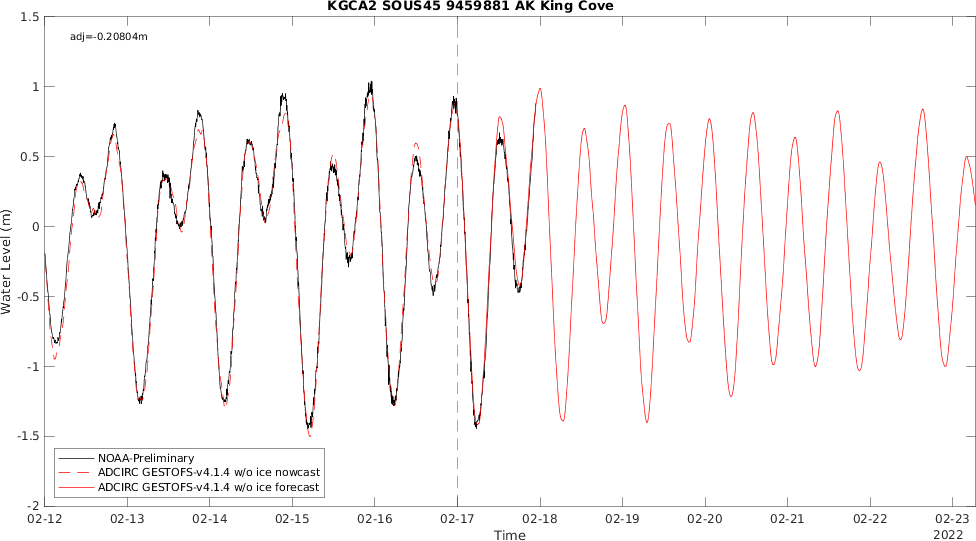 KGCA2 SOUS45 9459881 AK King Cove
adj=-0.20804m
1.5
1
0.5
0
-0.5
-1
-1.5
-2
Water Level (m)
NOAA-Preliminary
ADCIRC GESTOFS-v4.1.4 w/o ice nowcast
ADCIRC GESTOFS-v4.1.4 w/o ice forecast
02-12 02-13 02-14 02-15 02-16 02-17 02-18 02-19 02-20 02-21 02-22 02-23
2022
Time